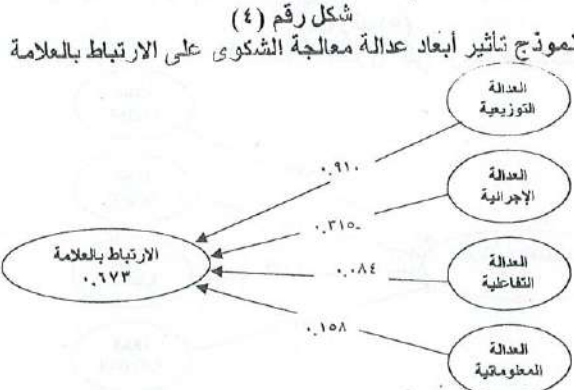 شكل رقم (٤)
نموذج تأثير أبعاد عدالة معالجة الشكوى على الارتباط بالعلامة
العدالة
التوزيعية
٠.٩١٠
العدالة
الإجرائية
٠.٣١٥-
الارتباط بالعلامة
٠.٦٧٣
العدالة
التفاعلية
٠.٠٨٤
٠.١٥٨
العدالة
المعلوماتية